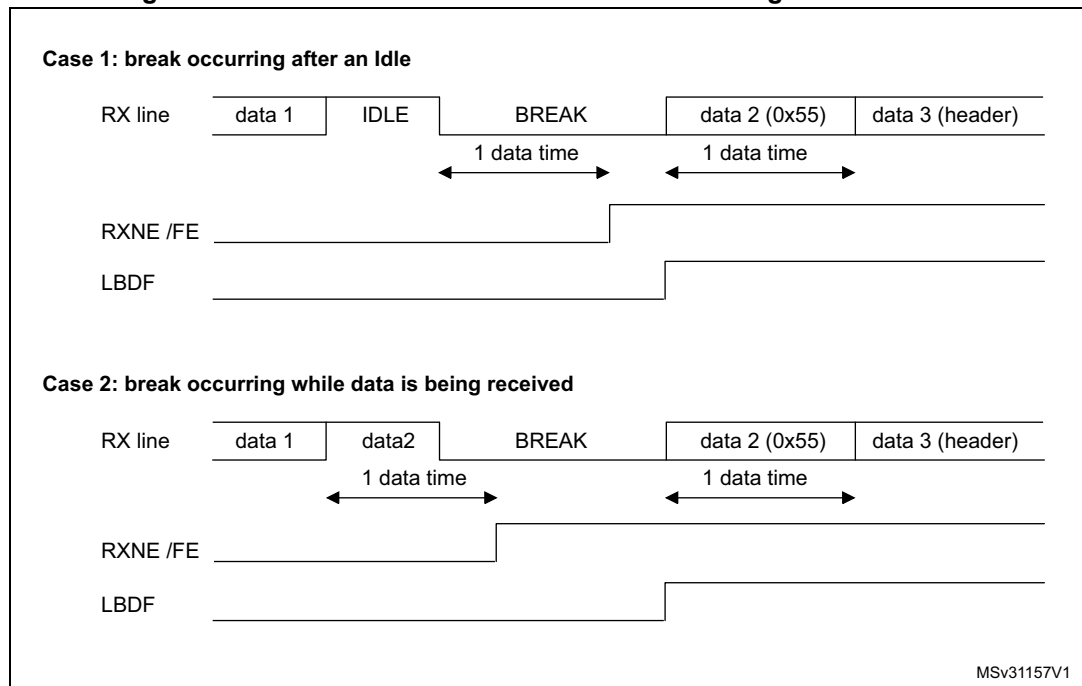 Case 1: break occurring after an Idle
RX line data 1 IDLE BREAK data 2 (0x55) data 3 (header)
1 data time 1 data time
RXNE /FE
LBDF
Case 2: break occurring while data is being received
RX line data 1 data2 BREAK data 2 (0x55) data 3 (header)
1 data time 1 data time
RXNE /FE
LBDF
MSv31157V1